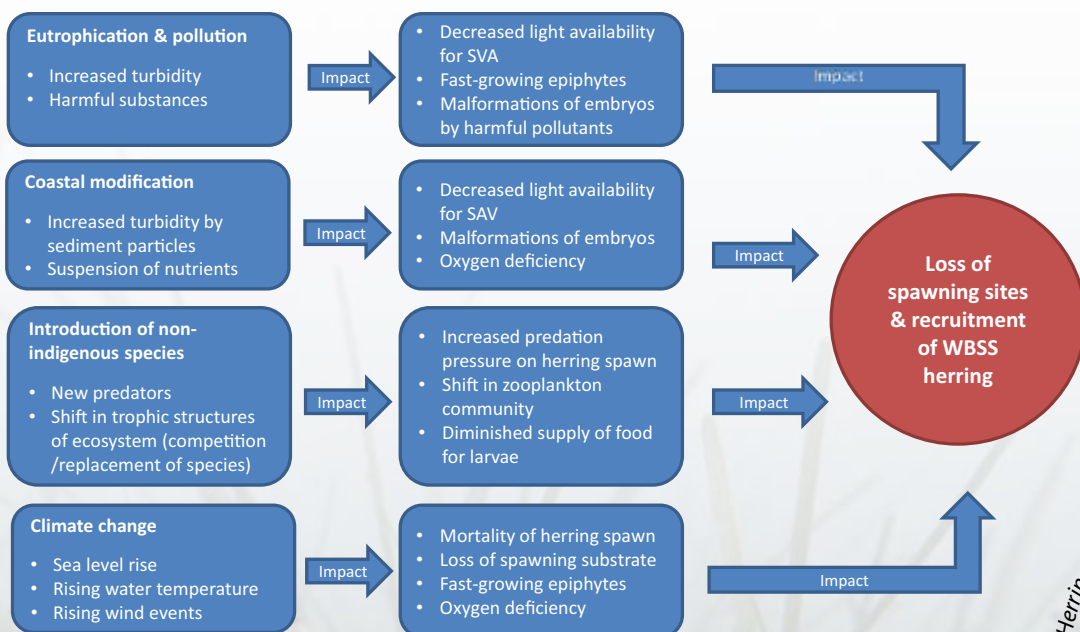 Eutrophication & pollution
• Increased turbidity
• Harmful substances
Impact
• Decreased light availability
for SVA
• Fast-growing epiphytes
• Malformations of embryos
by harmful pollutants
Impact
Coastal modification
• Increased turbidity by
sediment particles
• Suspension of nutrients
Impact
• Decreased light availability
for SAV
• Malformations of embryos
• Oxygen deficiency
Impact
Loss of
spawning sites
& recruitment
of WBSS
herring
Introduction of non-
indigenous species
• New predators
• Shift in trophic structures
of ecosystem (competition
/replacement of species)
Impact
• Increased predation
pressure on herring spawn
• Shift in zooplankton
community
• Diminished supply of food
for larvae
Impact
Climate change
• Sea level rise
• Rising water temperature
• Rising wind events
Impact
• Mortality of herring spawn
• Loss of spawning substrate
• Fast-growing epiphytes
• Oxygen deficiency
Impact